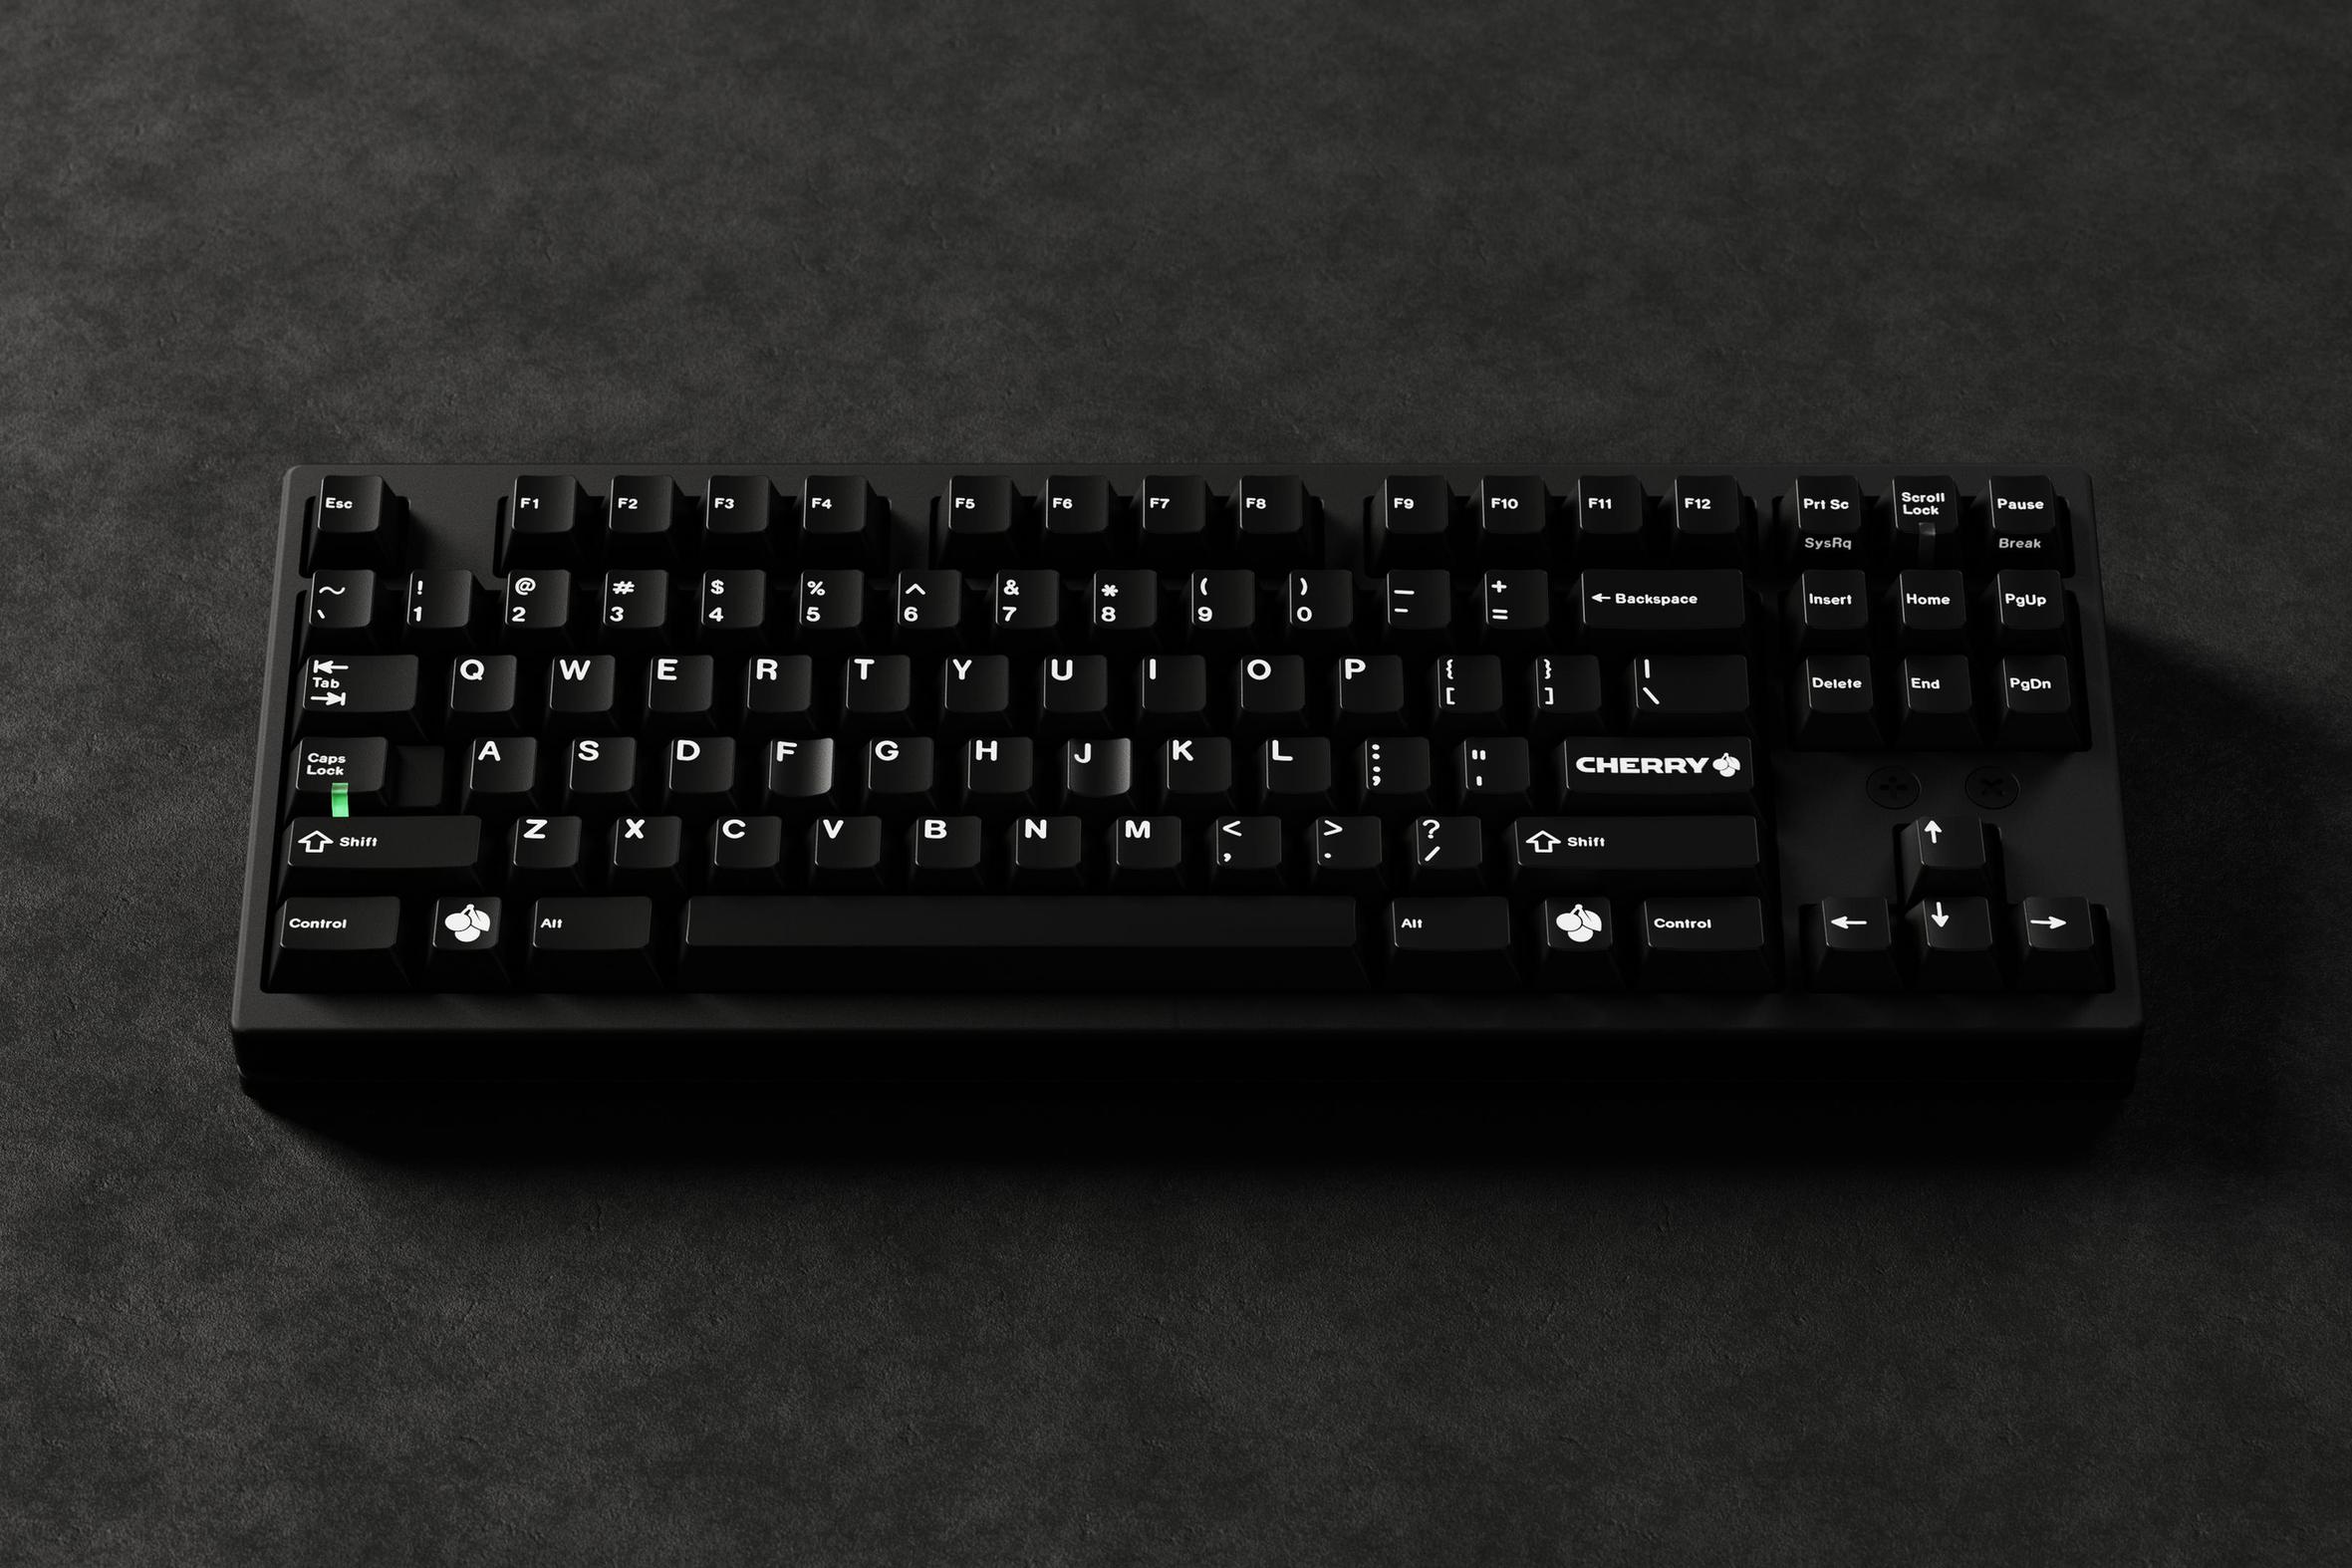 Esc F1 F2 F3 F4 F5 F6 F7 F8 F9 F10 F11 F12 Prt Sc Scroll Lock Pause
SysRq Break
~ ! @ # $ % ^ & * ( ) — +
` 1 2 3 4 5 6 7 8 9 0 - = ← Backspace Insert Home PgUp
Tab Q W E R T Y U I O P { } |
[ ] \ Delete End PgDn
Caps Lock A S D F G H J K L : " CHERRY
; '
Shift Z X C V B N M < > ? Shift ↑
, . /
Control Alt Alt Control ← ↓ →